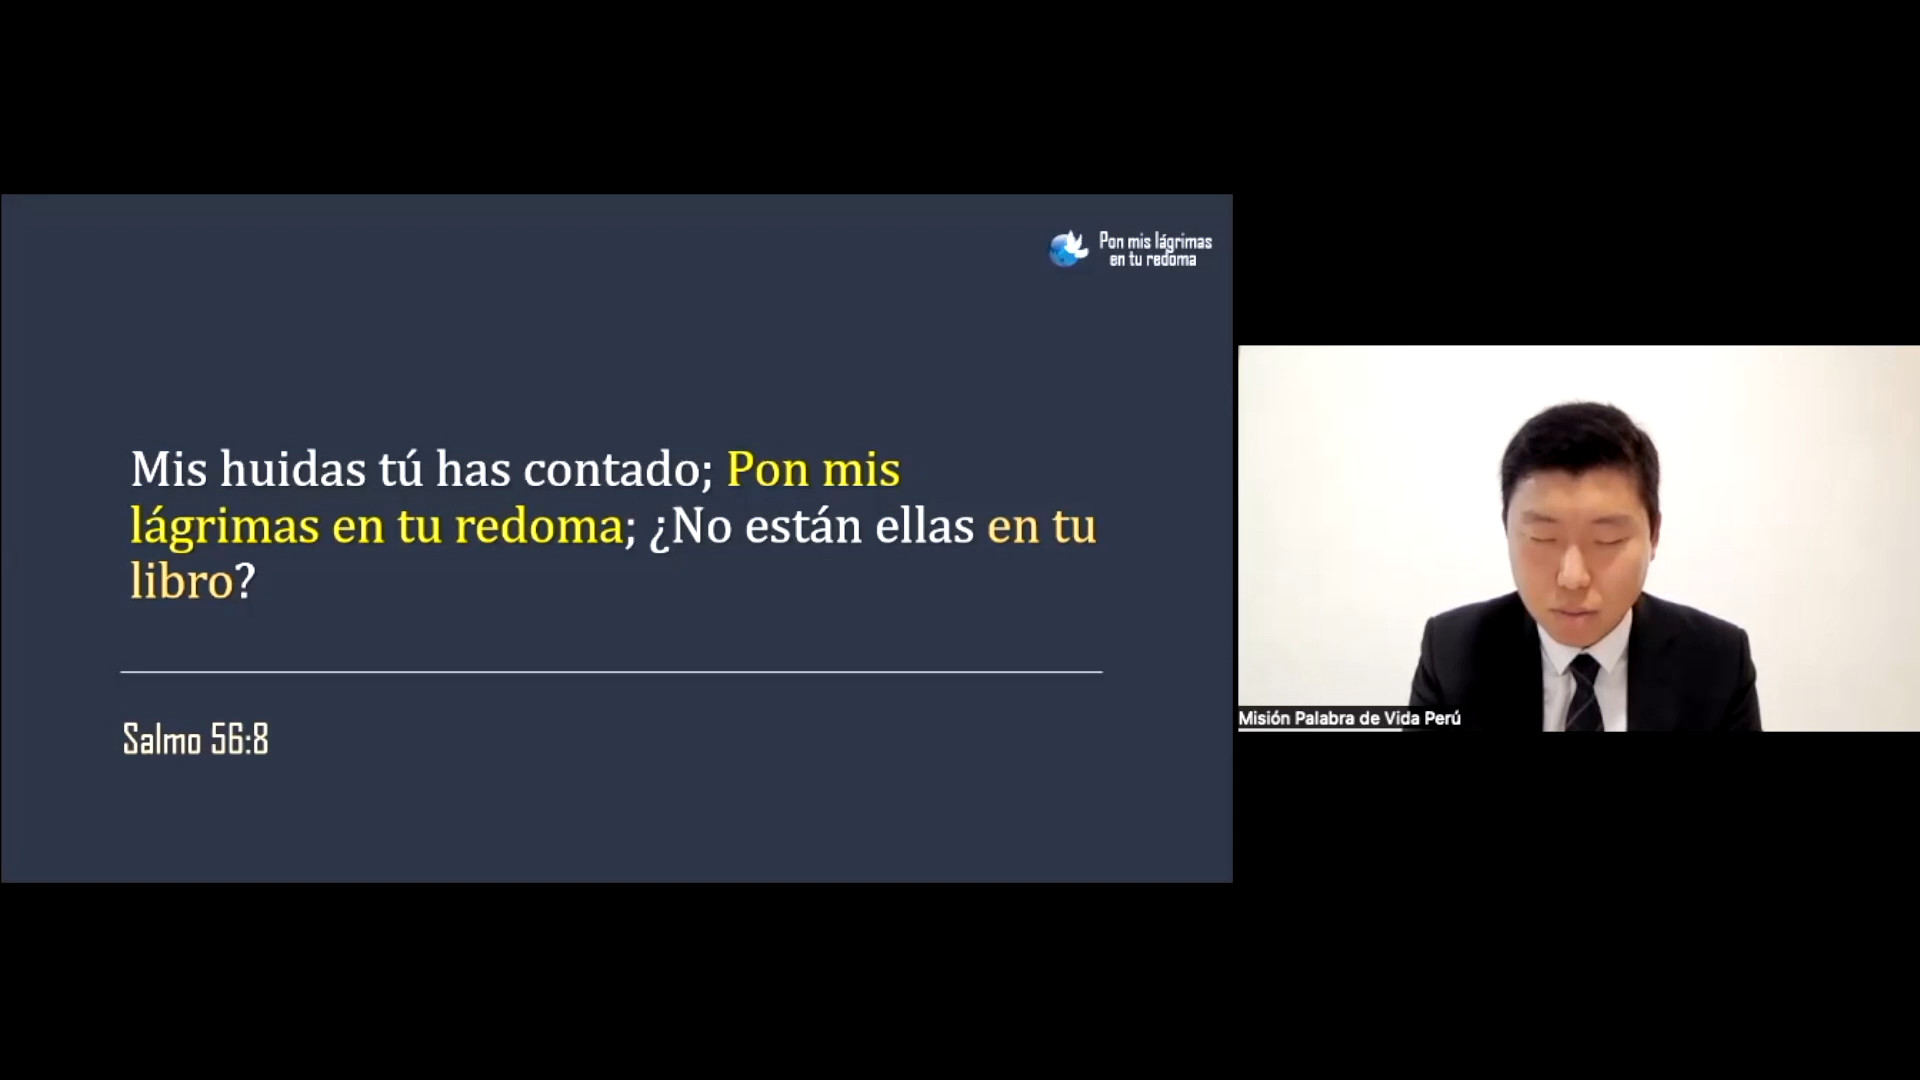 Pon mis lágrimas
en tu redoma
Mis huidas tú has contado; Pon mis
lágrimas en tu redoma; ¿No están ellas en tu
libro?
Salmo 56:8
Misión Palabra de Vida Perú